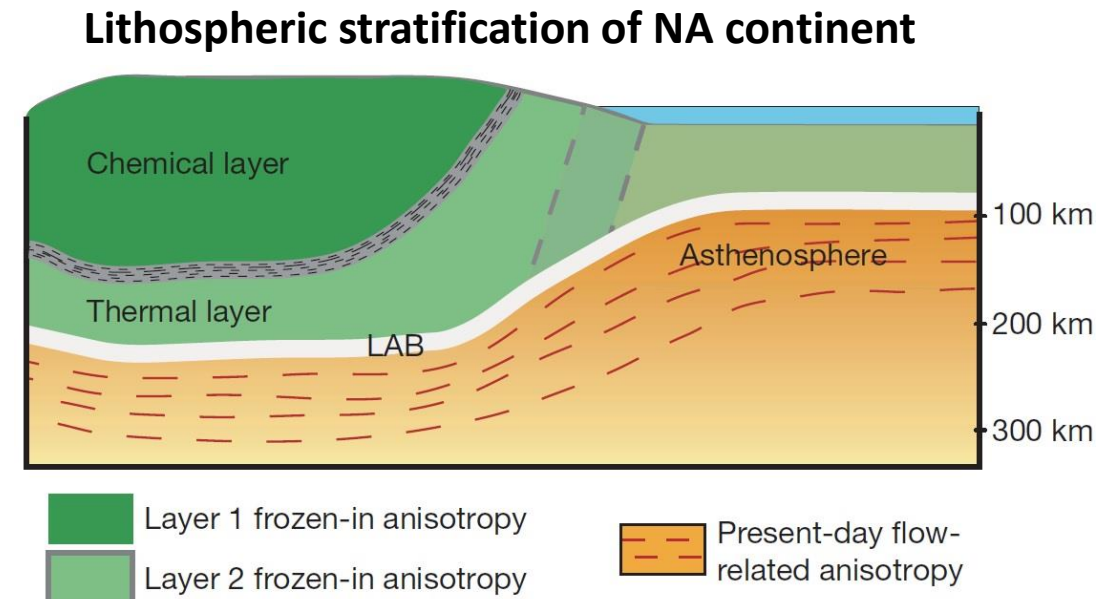 Lithospheric stratification of NA continent
Chemical layer
Thermal layer
LAB
Asthenosphere
100 km
200 km
300 km
Layer 1 frozen-in anisotropy
Layer 2 frozen-in anisotropy
Present-day flow-
related anisotropy